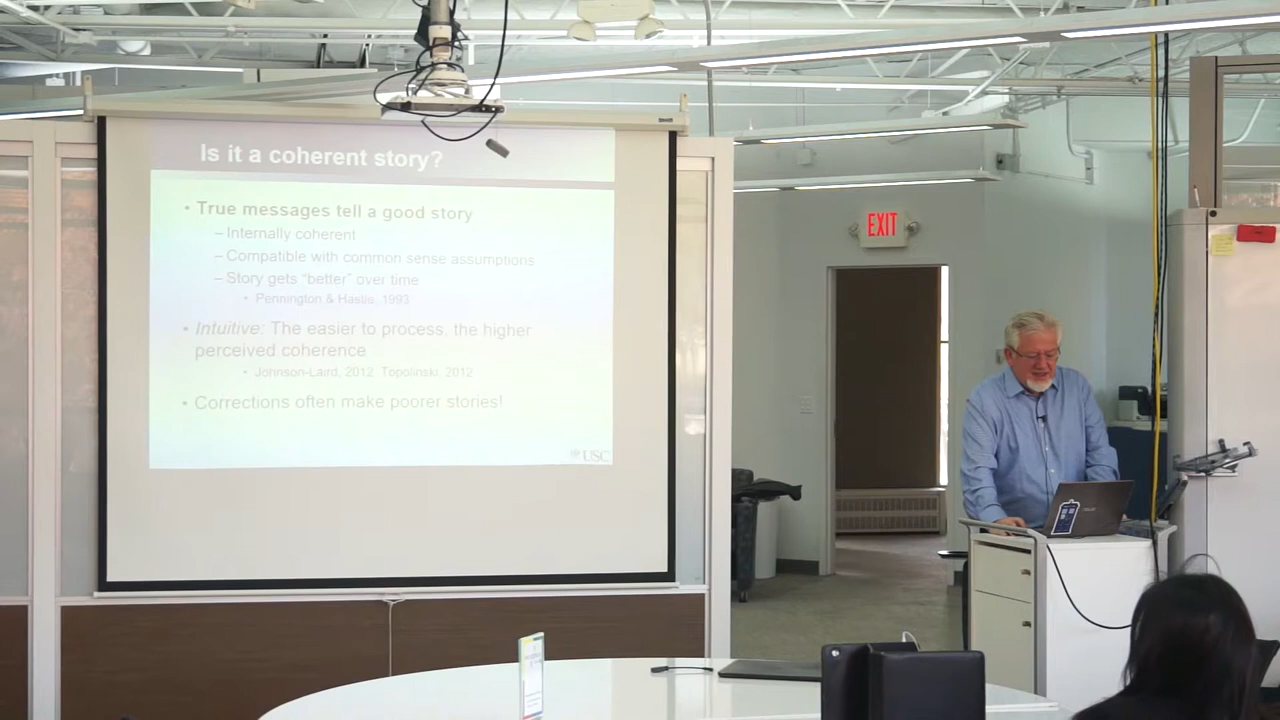 Is it a coherent story?
• True messages tell a good story
– Internally coherent
– Compatible with common sense assumptions
– Story gets “better” over time
• Pennington & Hastie, 1993
• Intuitive: The easier to process, the higher
perceived coherence
• Johnson-Laird, 2012, Topolinski, 2012
• Corrections often make poorer stories!
USC
EXIT